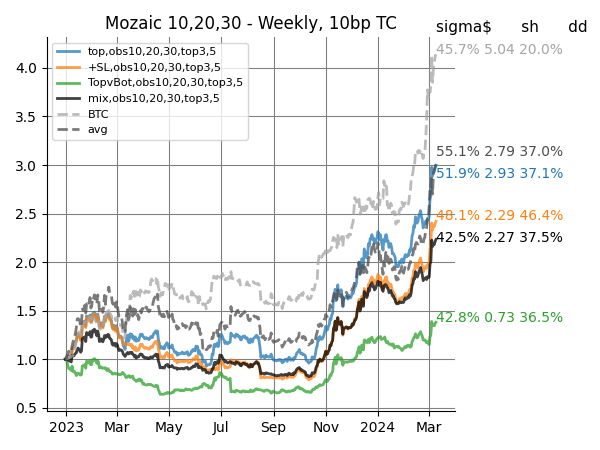 Mozaic 10,20,30 - Weekly, 10bp TC
sigma$ sh dd
top,obs10,20,30,top3,5
+SL,obs10,20,30,top3,5
TopvBot,obs10,20,30,top3,5
mix,obs10,20,30,top3,5
BTC
avg
45.7% 5.04 20.0%
55.1% 2.79 37.0%
51.9% 2.93 37.1%
48.1% 2.29 46.4%
42.5% 2.27 37.5%
42.8% 0.73 36.5%
4.0
3.5
3.0
2.5
2.0
1.5
1.0
0.5
2023 Mar May Jul Sep Nov 2024 Mar